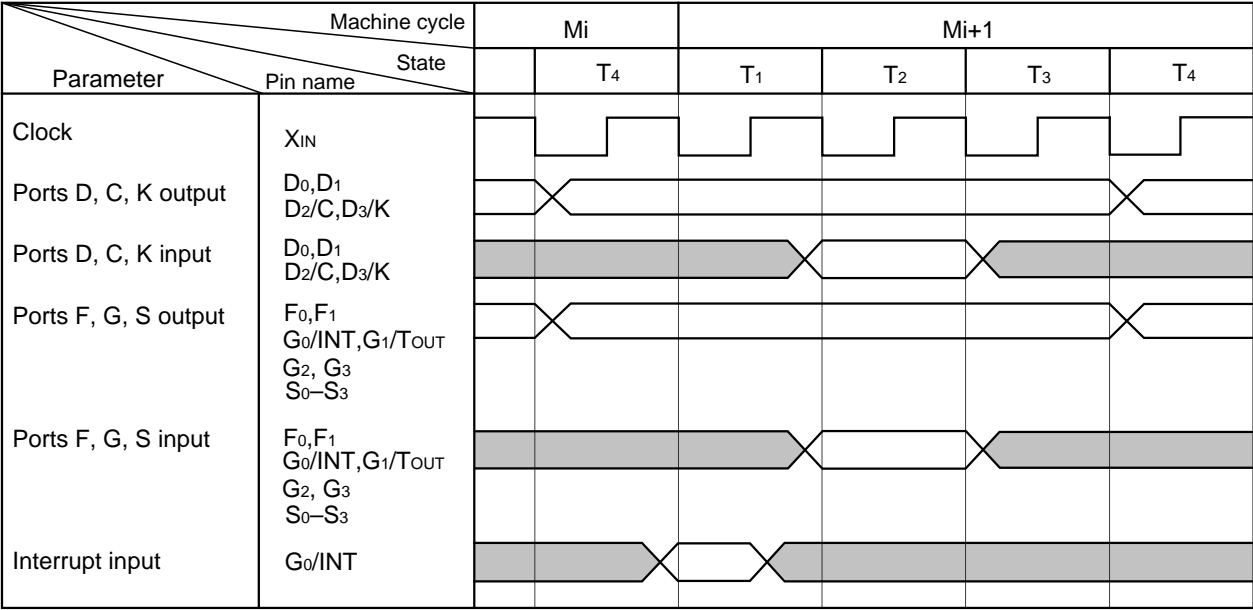 Machine cycle
Mi
Mi+1
State
Parameter
Pin name
T4
T1
T2
T3
T4
Clock
XIN
Ports D, C, K output
D0,D1
D2/C,D3/K
Ports D, C, K input
D0,D1
D2/C,D3/K
Ports F, G, S output
F0,F1
G0/INT,G1/TOUT
G2, G3
S0–S3
Ports F, G, S input
F0,F1
G0/INT,G1/TOUT
G2, G3
S0–S3
Interrupt input
G0/INT